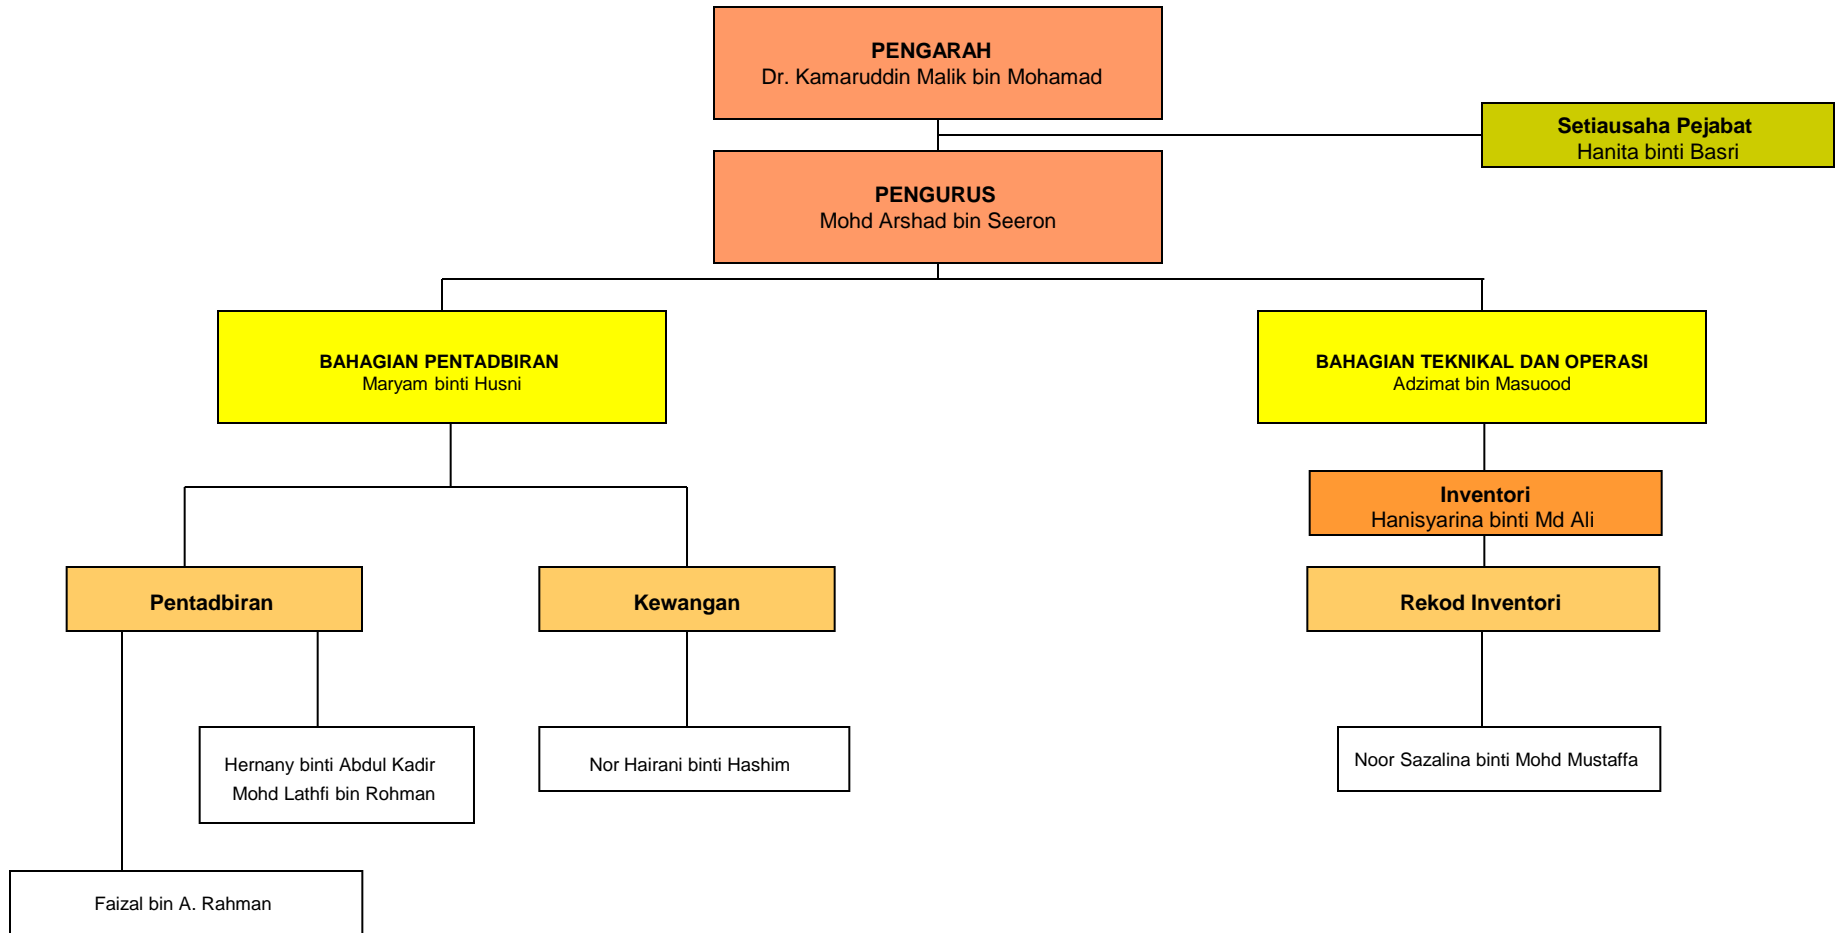 PENGARAH
Dr. Kamaruddin Malik bin Mohamad
Setiausaha Pejabat
Hanita binti Basri
PENGURUS
Mohd Arshad bin Seeron
BAHAGIAN PENTADBIRAN
Maryam binti Husni
BAHAGIAN TEKNIKAL DAN OPERASI
Adzimat bin Masuood
Inventori
Hanisyarina binti Md Ali
Pentadbiran
Kewangan
Rekod Inventori
Hernany binti Abdul Kadir
Mohd Lathfi bin Rohman
Nor Hairani binti Hashim
Noor Sazalina binti Mohd Mustaffa
Faizal bin A. Rahman